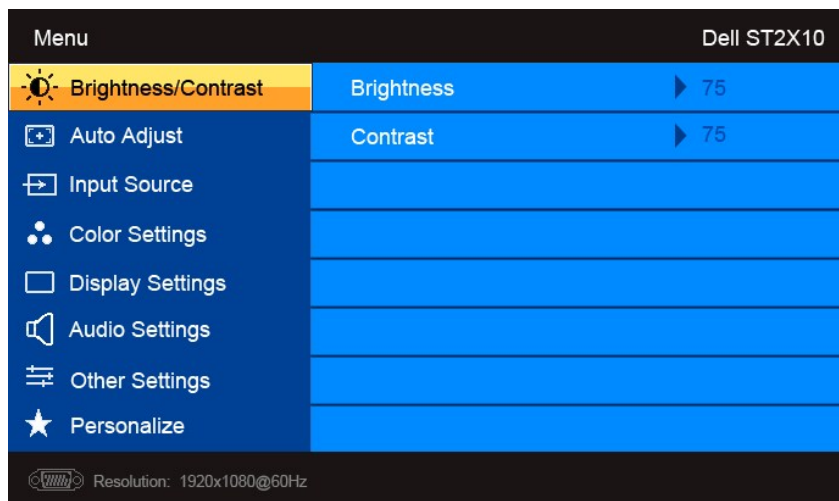 Menu Dell ST2X10
Brightness/Contrast Brightness 75
Auto Adjust Contrast 75
Input Source
Color Settings
Display Settings
Audio Settings
Other Settings
Personalize
Resolution: 1920x1080@60Hz